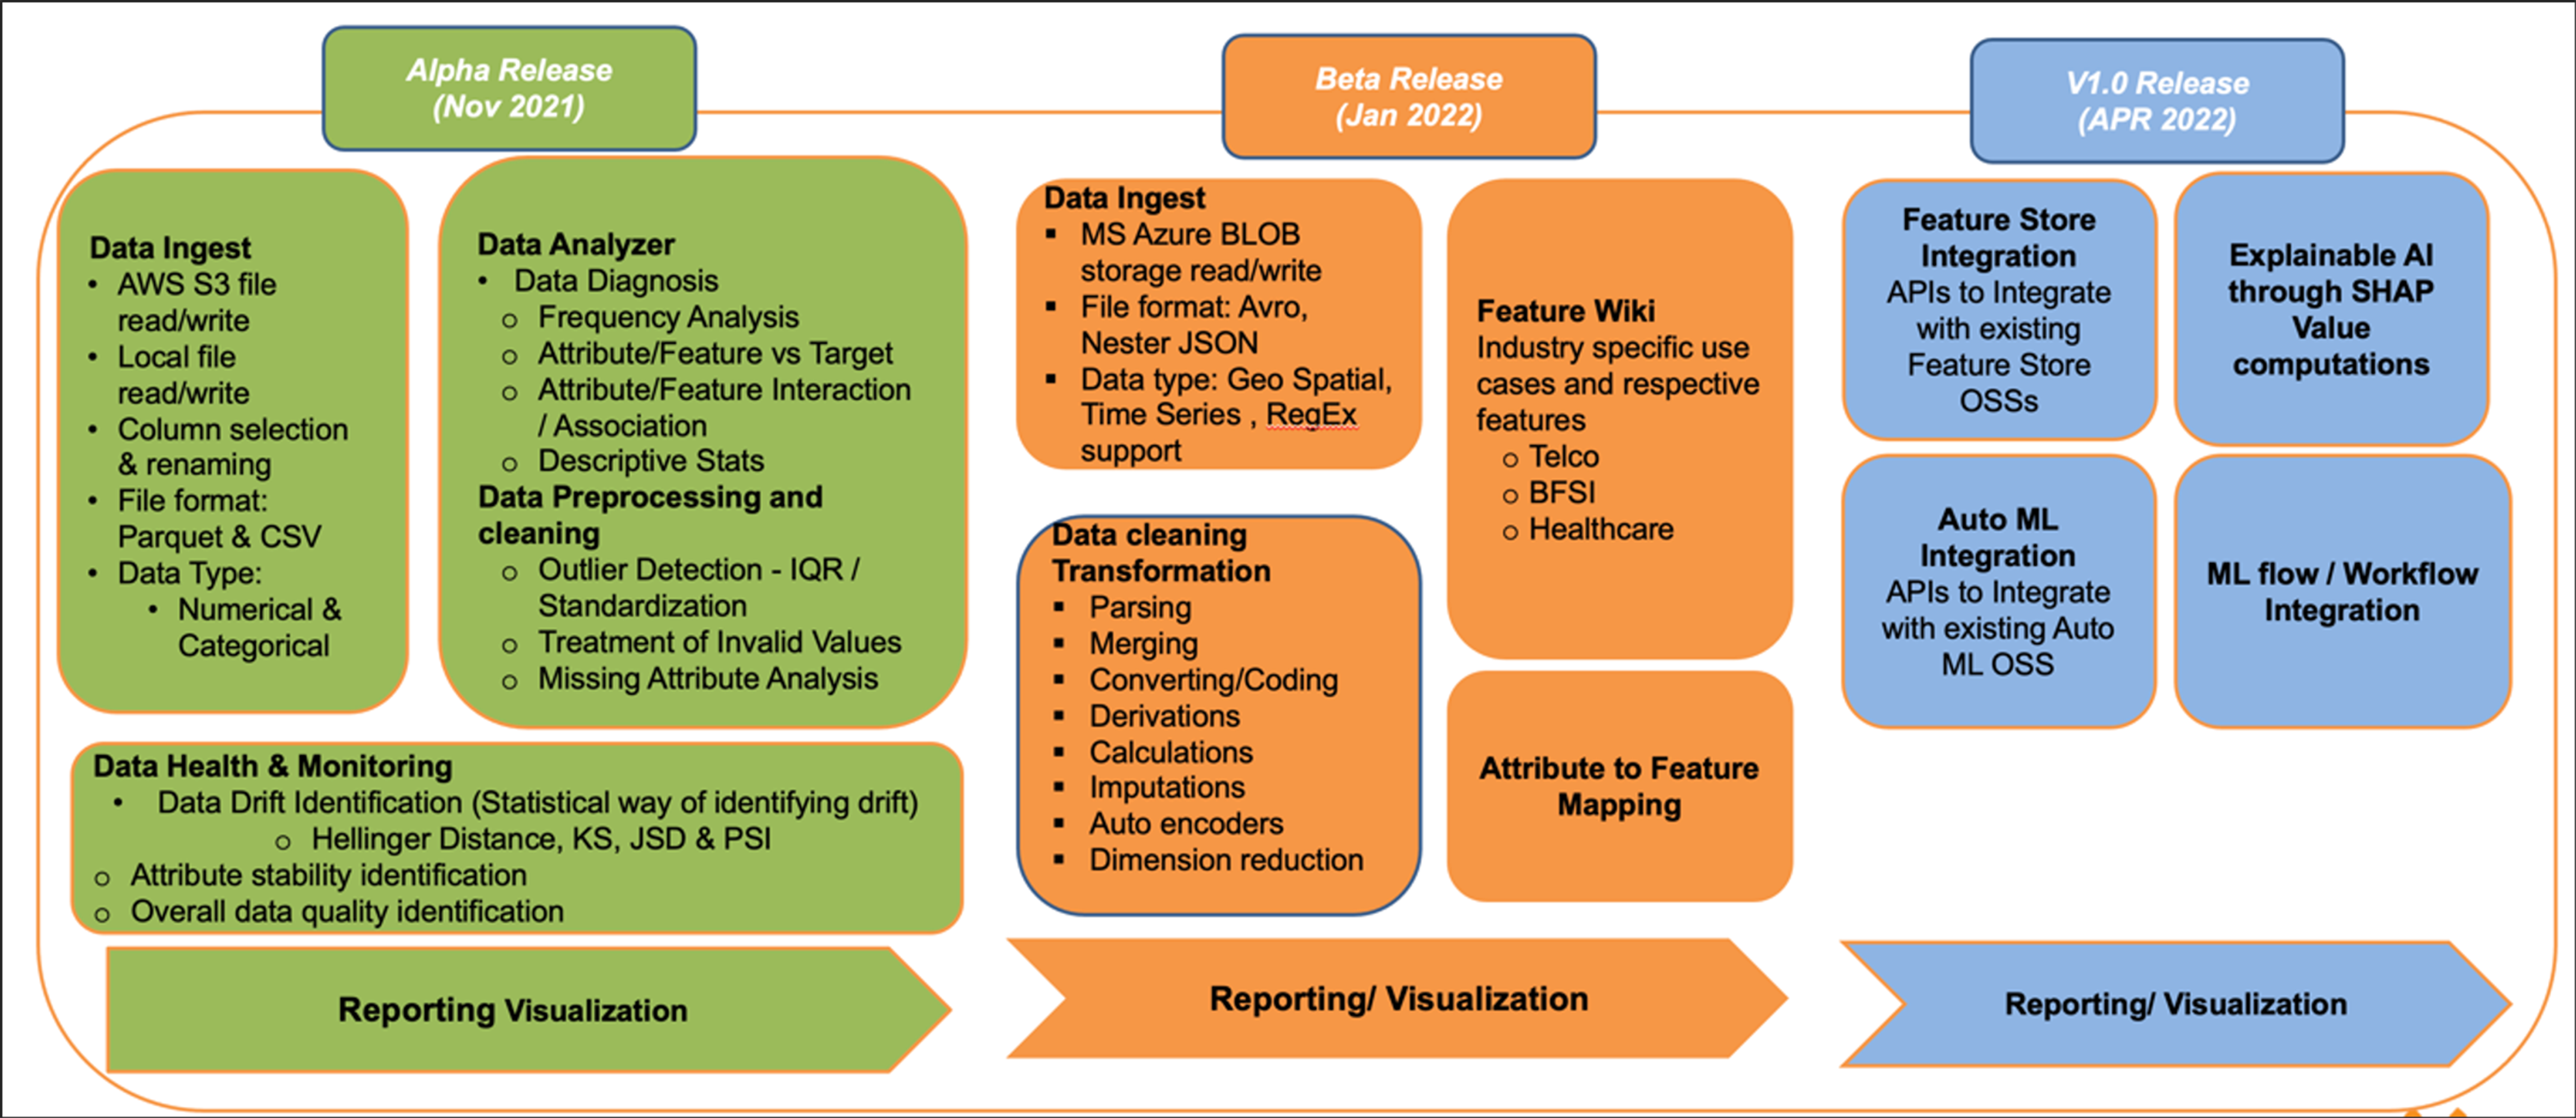 Alpha Release
(Nov 2021)
Data Ingest
• AWS S3 file
read/write
• Local file
read/write
• Column selection
& renaming
• File format:
Parquet & CSV
• Data Type:
• Numerical &
Categorical
Data Analyzer
• Data Diagnosis
o Frequency Analysis
o Attribute/Feature vs Target
o Attribute/Feature Interaction
/ Association
o Descriptive Stats
Data Preprocessing and
cleaning
o Outlier Detection - IQR /
Standardization
o Treatment of Invalid Values
o Missing Attribute Analysis
Data Health & Monitoring
• Data Drift Identification (Statistical way of identifying drift)
o Hellinger Distance, KS, JSD & PSI
o Attribute stability identification
o Overall data quality identification
Reporting Visualization
Beta Release
(Jan 2022)
Data Ingest
▪ MS Azure BLOB
storage read/write
▪ File format: Avro,
Nester JSON
▪ Data type: Geo Spatial,
Time Series , RegEx
support
Data cleaning
Transformation
▪ Parsing
▪ Merging
▪ Converting/Coding
▪ Derivations
▪ Calculations
▪ Imputations
▪ Auto encoders
▪ Dimension reduction
Feature Wiki
Industry specific use
cases and respective
features
o Telco
o BFSI
o Healthcare
Attribute to Feature
Mapping
Reporting/ Visualization
V1.0 Release
(APR 2022)
Feature Store
Integration
APIs to Integrate
with existing
Feature Store
OSSs
Explainable AI
through SHAP
Value
computations
Auto ML
Integration
APIs to Integrate
with existing Auto
ML OSS
ML flow / Workflow
Integration
Reporting/ Visualization